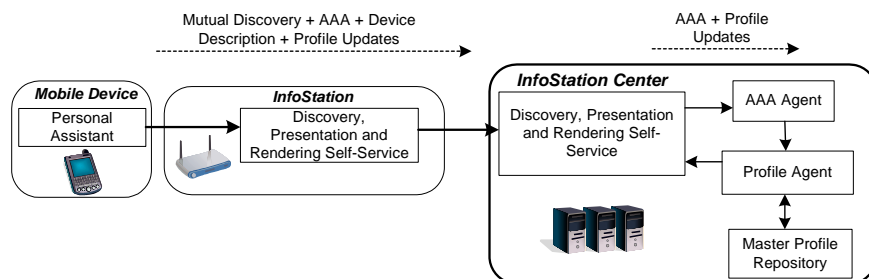 Mutual Discovery + AAA + Device
Description + Profile Updates
AAA + Profile
Updates
Mobile Device
Personal
Assistant
InfoStation
Discovery,
Presentation and
Rendering Self-Service
InfoStation Center
Discovery, Presentation
and Rendering Self-
Service
AAA Agent
Profile Agent
Master Profile
Repository